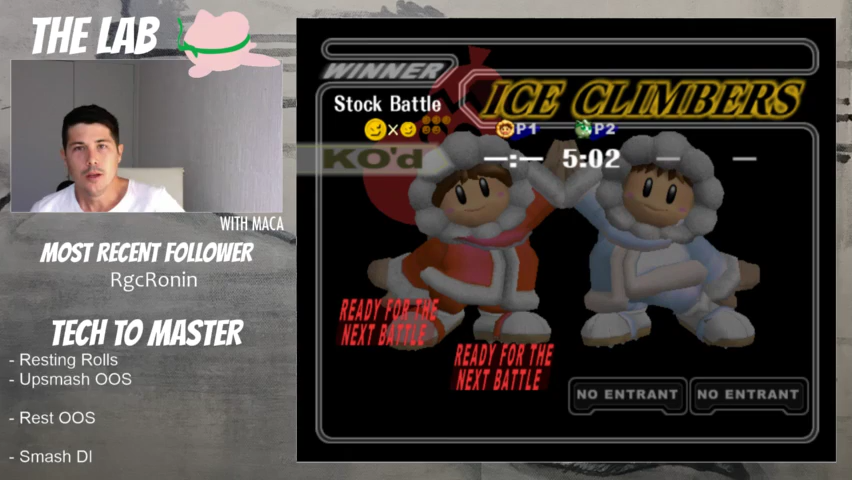 THE LAB
WITH MACA
MOST RECENT FOLLOWER
RgcRonin
TECH TO MASTER
- Resting Rolls
- Upsmash OOS
- Rest OOS
- Smash DI
WINNER
ICE CLIMBERS
Stock Battle
P1 P2
KO'd
--:-- 5:02 -- --
READY FOR THE
NEXT BATTLE
READY FOR THE
NEXT BATTLE
NO ENTRANT NO ENTRANT